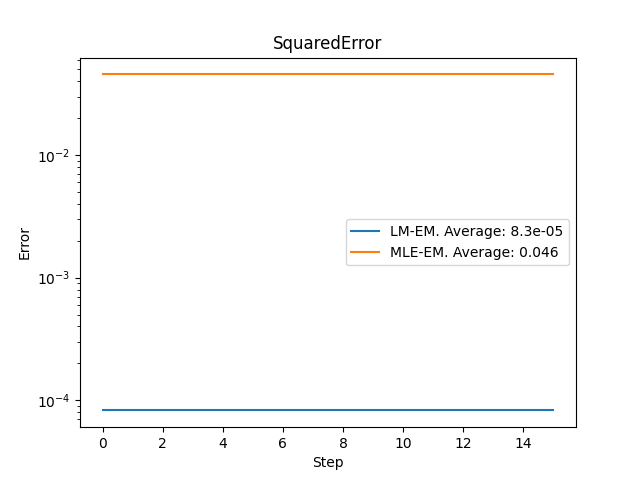 SquaredError
Error
10⁻²
10⁻³
10⁻⁴
LM-EM. Average: 8.3e-05
MLE-EM. Average: 0.046
0 2 4 6 8 10 12 14
Step